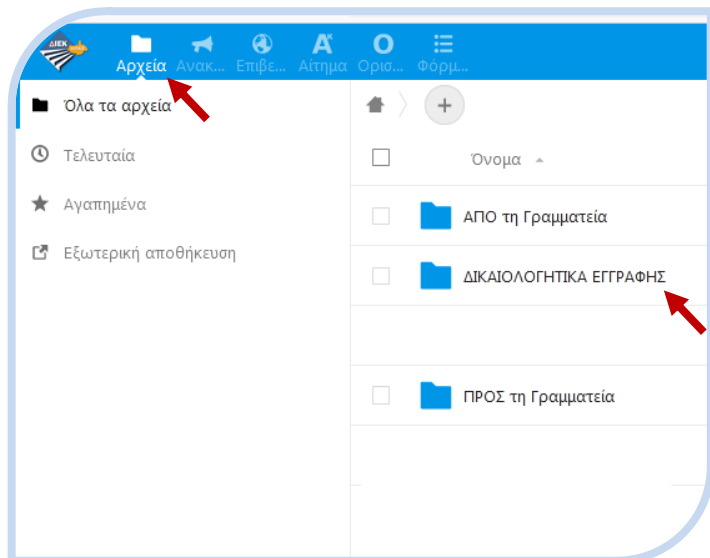 ΔΙΕΚ
Αρχεία Ανακ... Επιβε... Αίτημα Ορισ... Φόρμ...
Όλα τα αρχεία
Τελευταία
Αγαπημένα
Εξωτερική αποθήκευση
Όνομα
ΑΠΟ τη Γραμματεία
ΔΙΚΑΙΟΛΟΓΗΤΙΚΑ ΕΓΓΡΑΦΗΣ
ΠΡΟΣ τη Γραμματεία